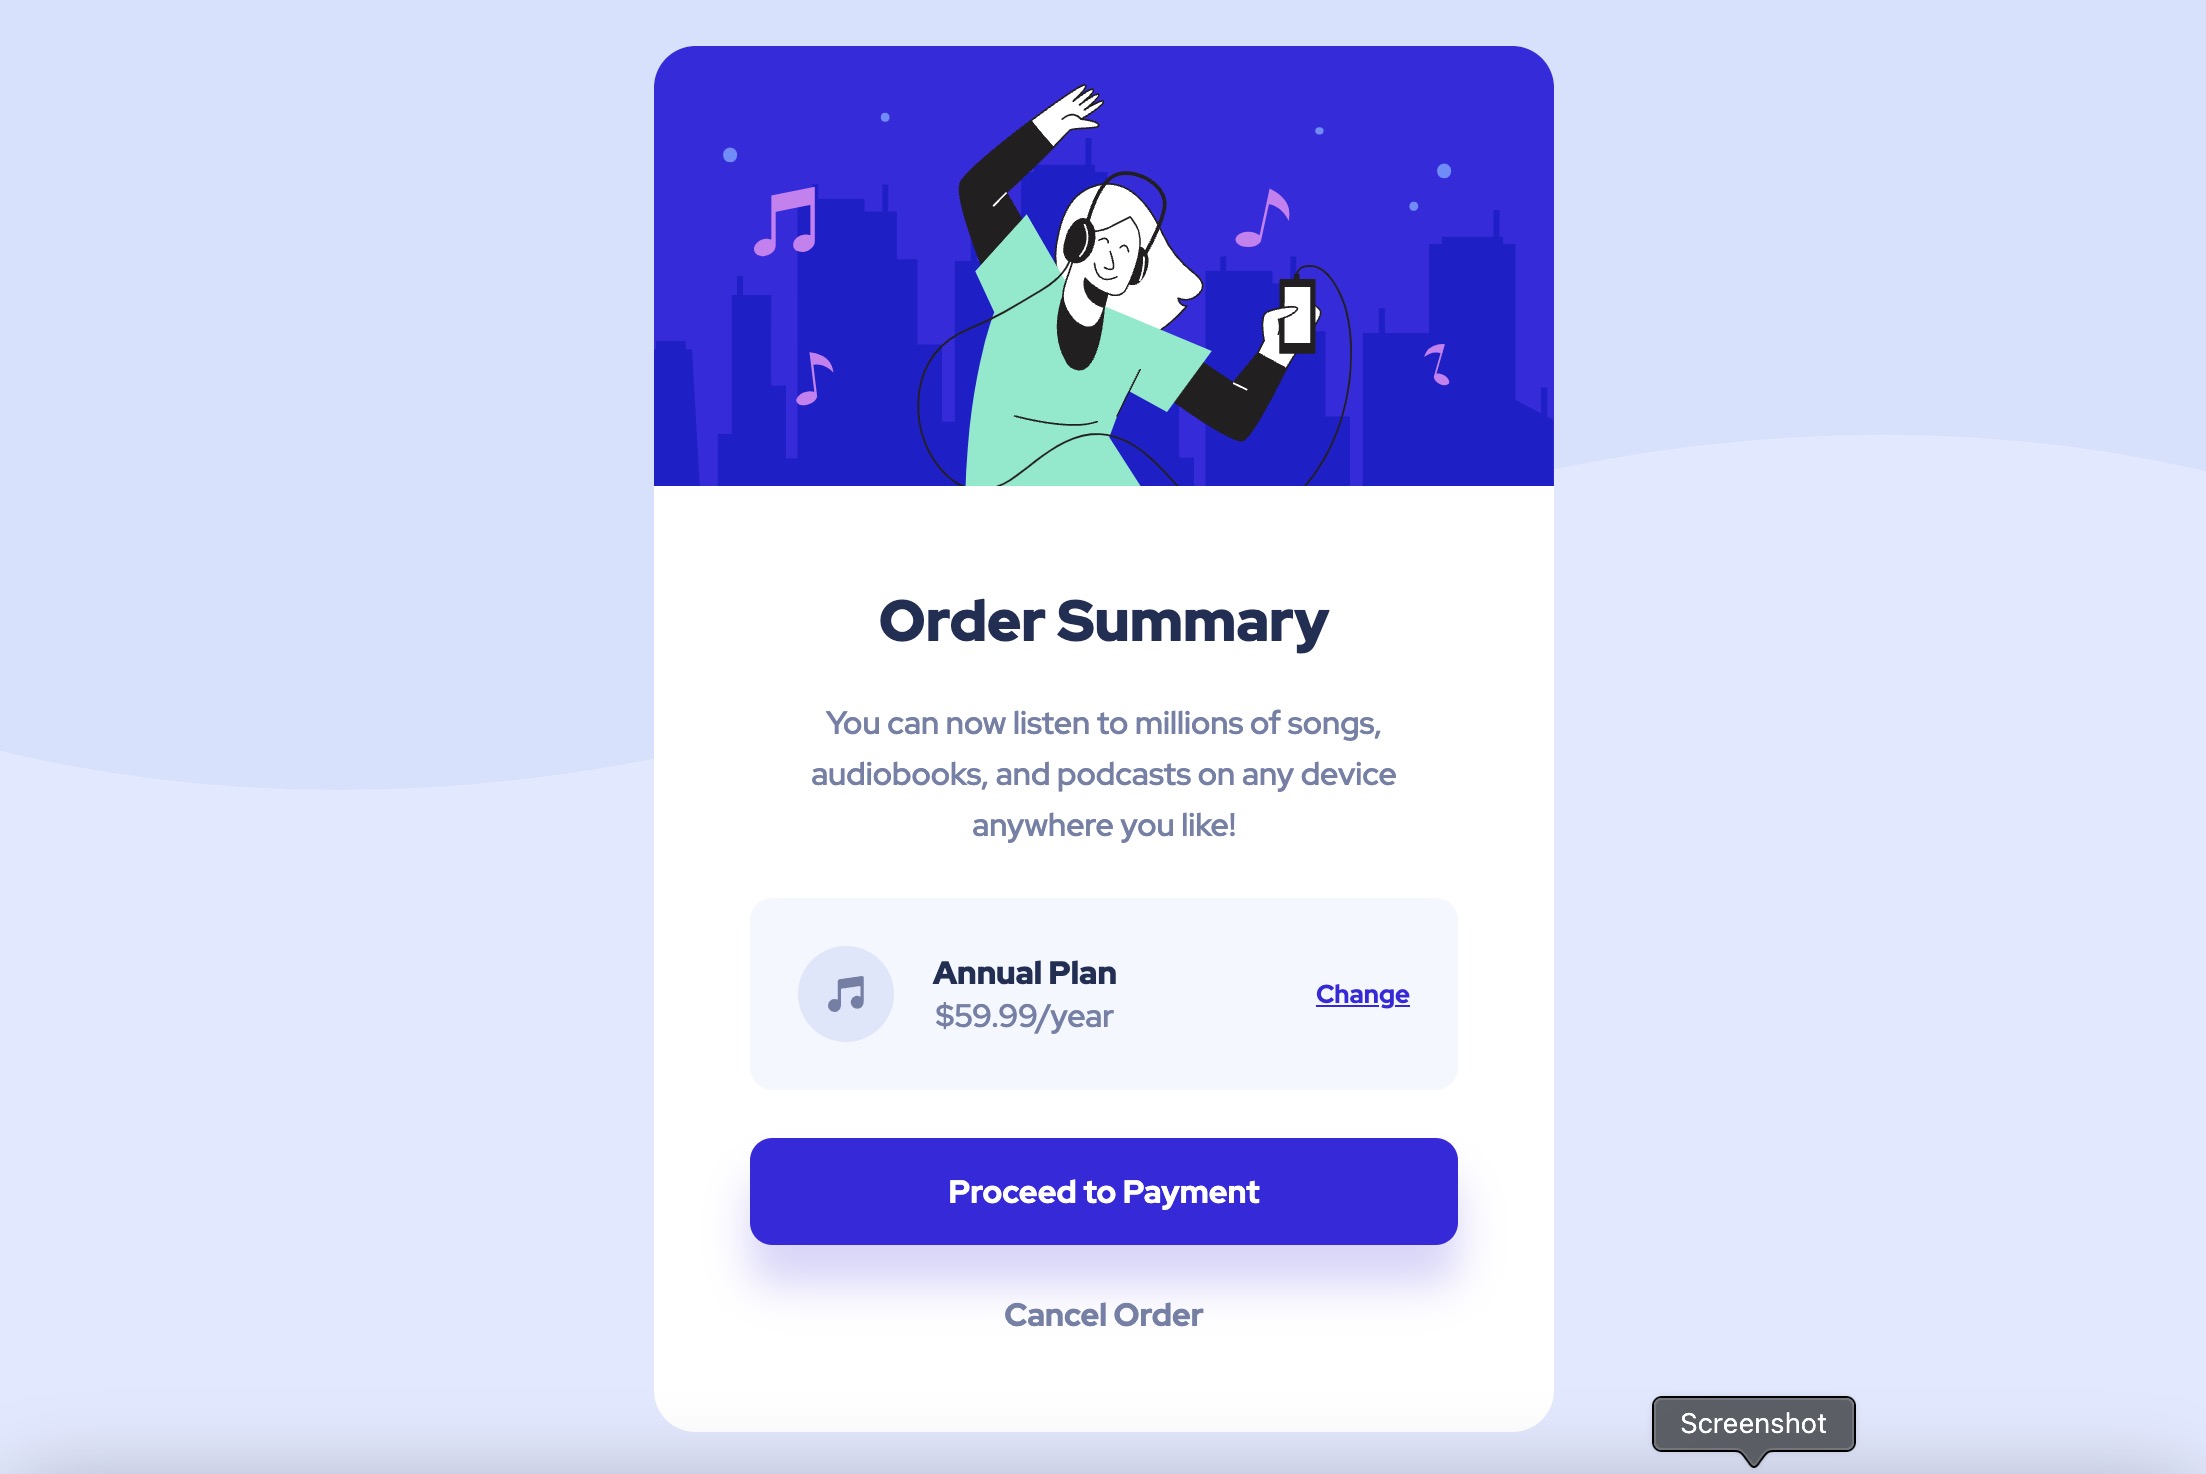 Order Summary
You can now listen to millions of songs,
audiobooks, and podcasts on any device
anywhere you like!
Annual Plan
$59.99/year
Change
Proceed to Payment
Cancel Order
Screenshot